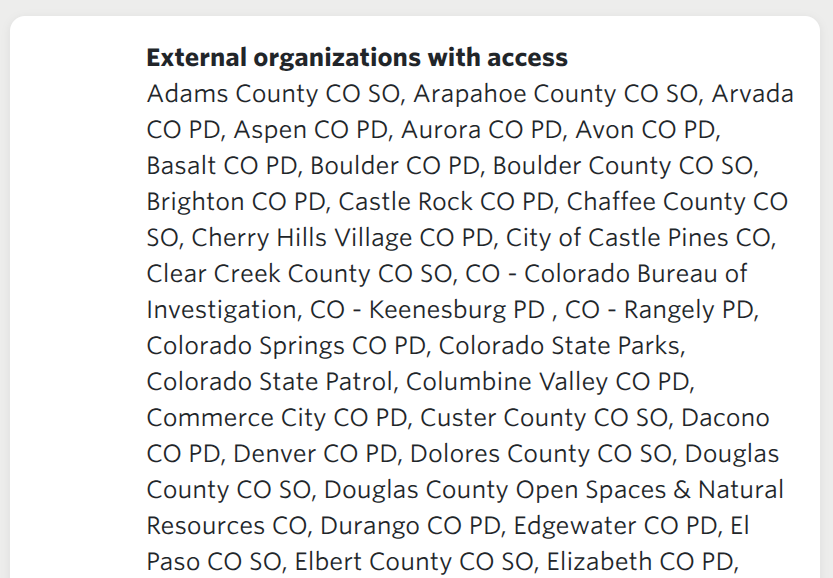 External organizations with access
Adams County CO SO, Arapahoe County CO SO, Arvada
CO PD, Aspen CO PD, Aurora CO PD, Avon CO PD,
Basalt CO PD, Boulder CO PD, Boulder County CO SO,
Brighton CO PD, Castle Rock CO PD, Chaffee County CO
SO, Cherry Hills Village CO PD, City of Castle Pines CO,
Clear Creek County CO SO, CO - Colorado Bureau of
Investigation, CO - Keenesburg PD , CO - Rangely PD,
Colorado Springs CO PD, Colorado State Parks,
Colorado State Patrol, Columbine Valley CO PD,
Commerce City CO PD, Custer County CO SO, Dacono
CO PD, Denver CO PD, Dolores County CO SO, Douglas
County CO SO, Douglas County Open Spaces & Natural
Resources CO, Durango CO PD, Edgewater CO PD, El
Paso CO SO, Elbert County CO SO, Elizabeth CO PD,